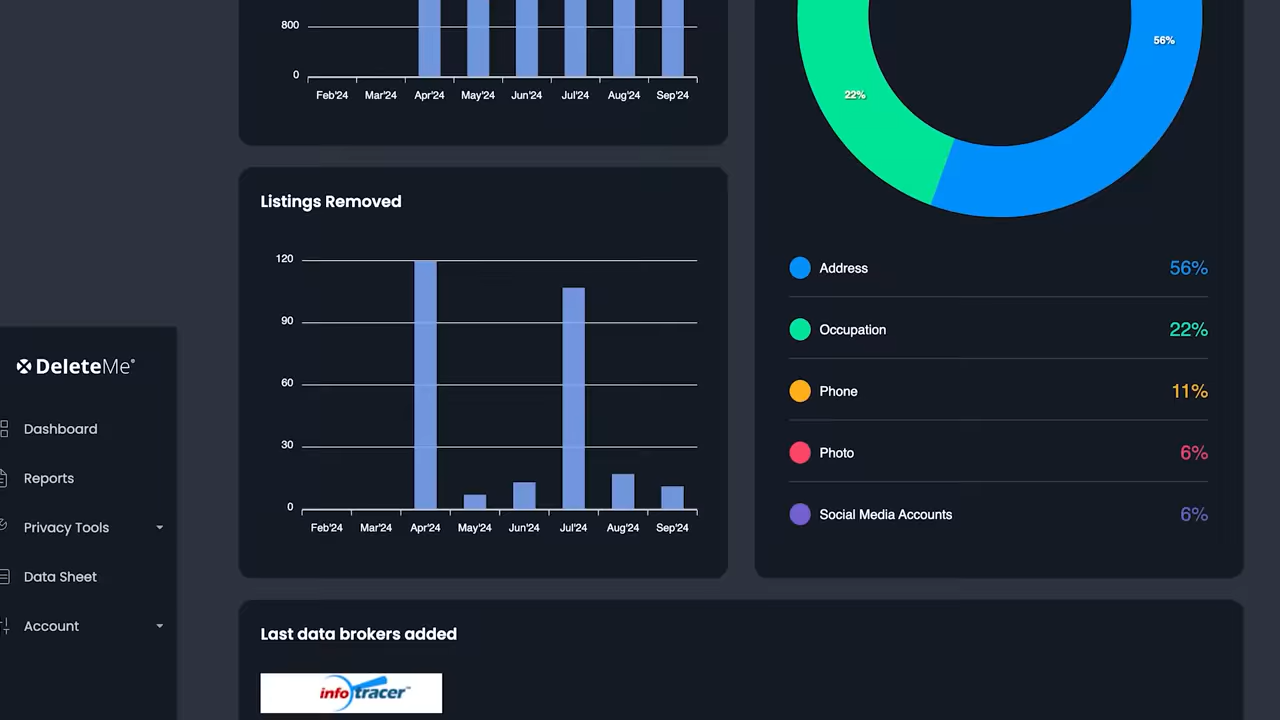 800
0
Feb'24 Mar'24 Apr'24 May'24 Jun'24 Jul'24 Aug'24 Sep'24
56%
22%
Listings Removed
120
90
60
30
0
Feb'24 Mar'24 Apr'24 May'24 Jun'24 Jul'24 Aug'24 Sep'24
Address 56%
Occupation 22%
Phone 11%
Photo 6%
Social Media Accounts 6%
DeleteMe®
Dashboard
Reports
Privacy Tools
Data Sheet
Account
Last data brokers added
infotracer™